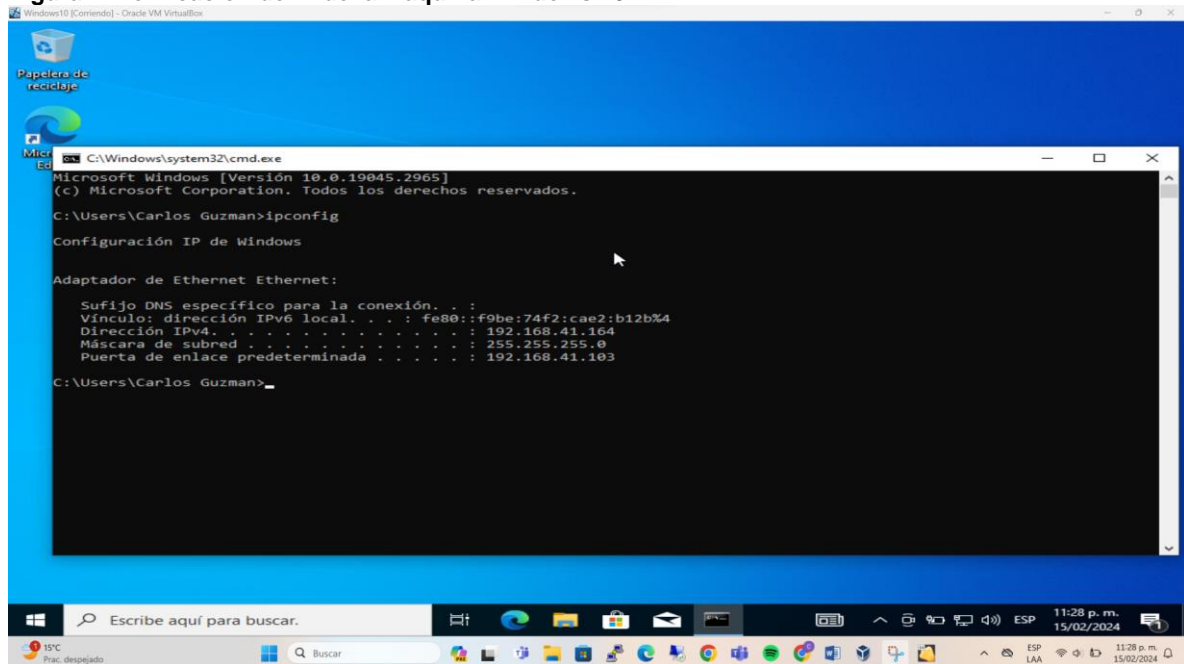 Windows10 [Corriendo] - Oracle VM VirtualBox
Papelera de
reciclaje
C:\Windows\system32\cmd.exe
Microsoft Windows [Versión 10.0.19045.2965]
(c) Microsoft Corporation. Todos los derechos reservados.
C:\Users\Carlos Guzman>ipconfig
Configuración IP de Windows
Adaptador de Ethernet Ethernet:
Sufijo DNS específico para la conexión. . :
Vínculo: dirección IPv6 local. . . : fe80::f9be:74f2:cae2:b12b%4
Dirección IPv4. . . . . . . . . . . . . . : 192.168.41.164
Máscara de subred . . . . . . . . . . . . : 255.255.255.0
Puerta de enlace predeterminada . . . . . : 192.168.41.103
C:\Users\Carlos Guzman>
Escribe aquí para buscar.
ESP
11:28 p. m.
15/02/2024
15°C
Prac. despejado
Buscar
ESP
LAA
11:28 p. m.
15/02/2024